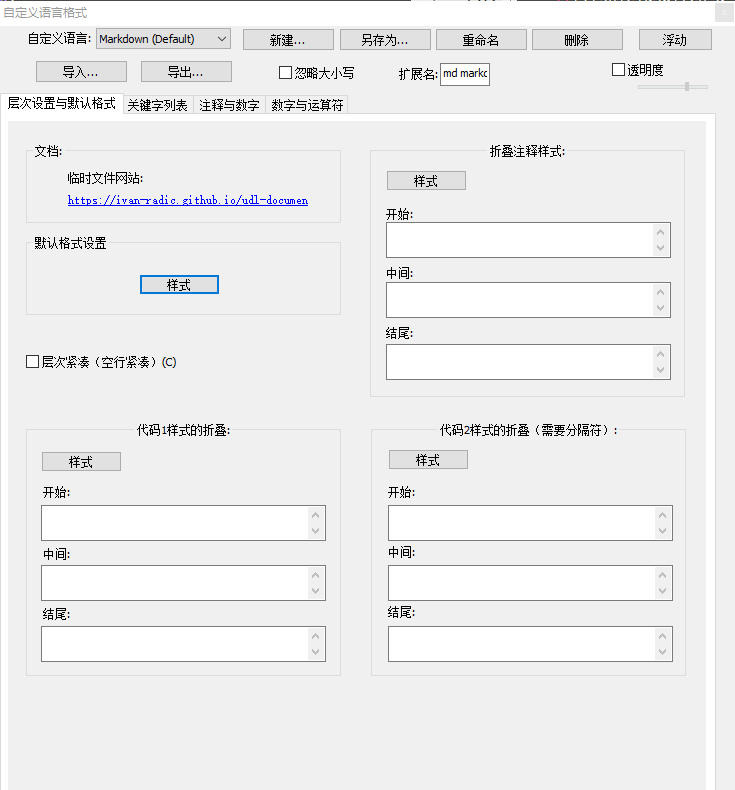 自定义语言格式
自定义语言: Markdown (Default) 新建... 另存为... 重命名 删除 浮动
导入... 导出... 忽略大小写 扩展名: md markd 透明度
层次设置与默认格式 关键字列表 注释与数字 数字与运算符
文档:
临时文件网站:
https://ivan-radic.github.io/udl-documen
默认格式设置
样式
层次紧凑（空行紧凑）(C)
折叠注释样式:
样式
开始:
中间:
结尾:
代码1样式的折叠:
样式
开始:
中间:
结尾:
代码2样式的折叠（需要分隔符）:
样式
开始:
中间:
结尾: